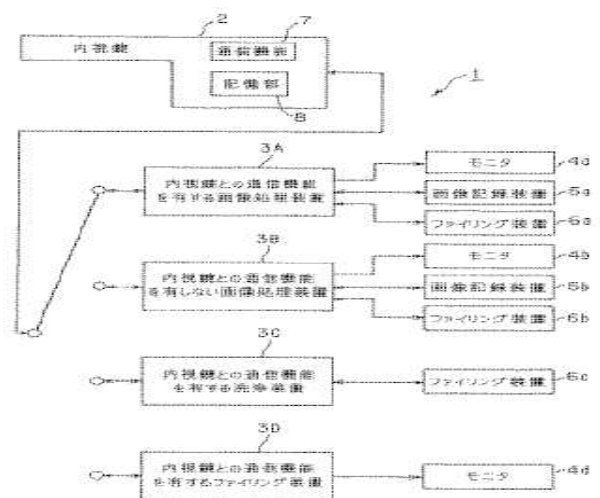 2
7
内視鏡
通信機能
記憶部
8
1
3A
内視鏡との通信機能
を有する画像処理装置
モニタ
4a
画像記録装置
5a
ファイリング装置
6a
3B
内視鏡との通信機能
を有しない画像処理装置
モニタ
4b
画像記録装置
5b
ファイリング装置
6b
3C
内視鏡との通信機能
を有する洗浄装置
ファイリング装置
6c
3D
内視鏡との通信機能
を有するファイリング装置
モニタ
4d